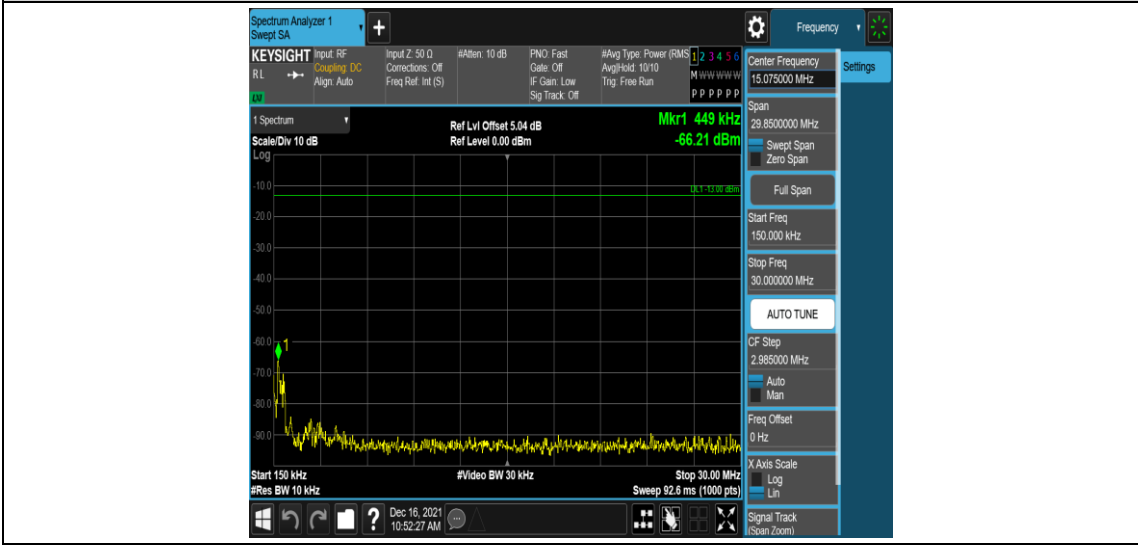 Spectrum Analyzer 1
Swept SA
+
Frequency
KEYSIGHT
RL
LM
Input: RF
Coupling: DC
Align: Auto
Input Z: 50 Ω
Corrections: Off
Freq Ref: Int (S)
#Atten: 10 dB
PNO: Fast
Gate: Off
IF Gain: Low
Sig Track: Off
#Avg Type: Power (RMS
Avg|Hold: 10/10
Trig: Free Run
1 2 3 4 5 6
M W W W W W
P P P P P P
1 Spectrum
Scale/Div 10 dB
Log
Ref Lvl Offset 5.04 dB
Ref Level 0.00 dBm
Mkr1 449 kHz
-66.21 dBm
DL1 -13.00 dBm
-10.0
-20.0
-30.0
-40.0
-50.0
-60.0
1
-70.0
-80.0
-90.0
Start 150 kHz
#Res BW 10 kHz
#Video BW 30 kHz
Stop 30.00 MHz
Sweep 92.6 ms (1000 pts)
?
Dec 16, 2021
10:52:27 AM
Center Frequency
15.075000 MHz
Settings
Span
29.8500000 MHz
Swept Span
Zero Span
Full Span
Start Freq
150.000 kHz
Stop Freq
30.000000 MHz
AUTO TUNE
CF Step
2.985000 MHz
Auto
Man
Freq Offset
0 Hz
X Axis Scale
Log
Lin
Signal Track
(Span Zoom)